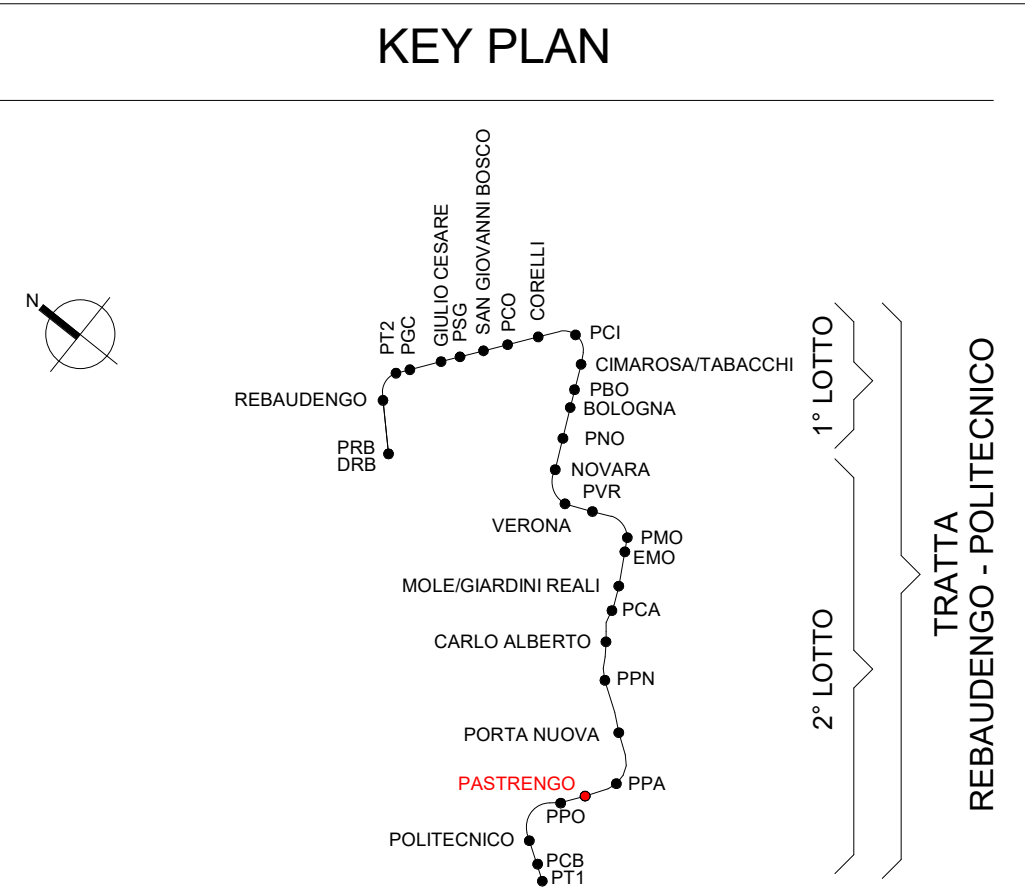 KEY PLAN
N
PT2
PGC
GIULIO CESARE
PSG
SAN GIOVANNI BOSCO
PCO
CORELLI
PCI
CIMAROSA/TABACCHI
REBAUDENGO
PBO
BOLOGNA
PRB
DRB
PNO
NOVARA
PVR
VERONA
PMO
EMO
MOLE/GIARDINI REALI
PCA
CARLO ALBERTO
PPN
PORTA NUOVA
PASTRENGO
PPA
PPO
POLITECNICO
PCB
PT1
1° LOTTO
2° LOTTO
TRATTA
REBAUDENGO - POLITECNICO